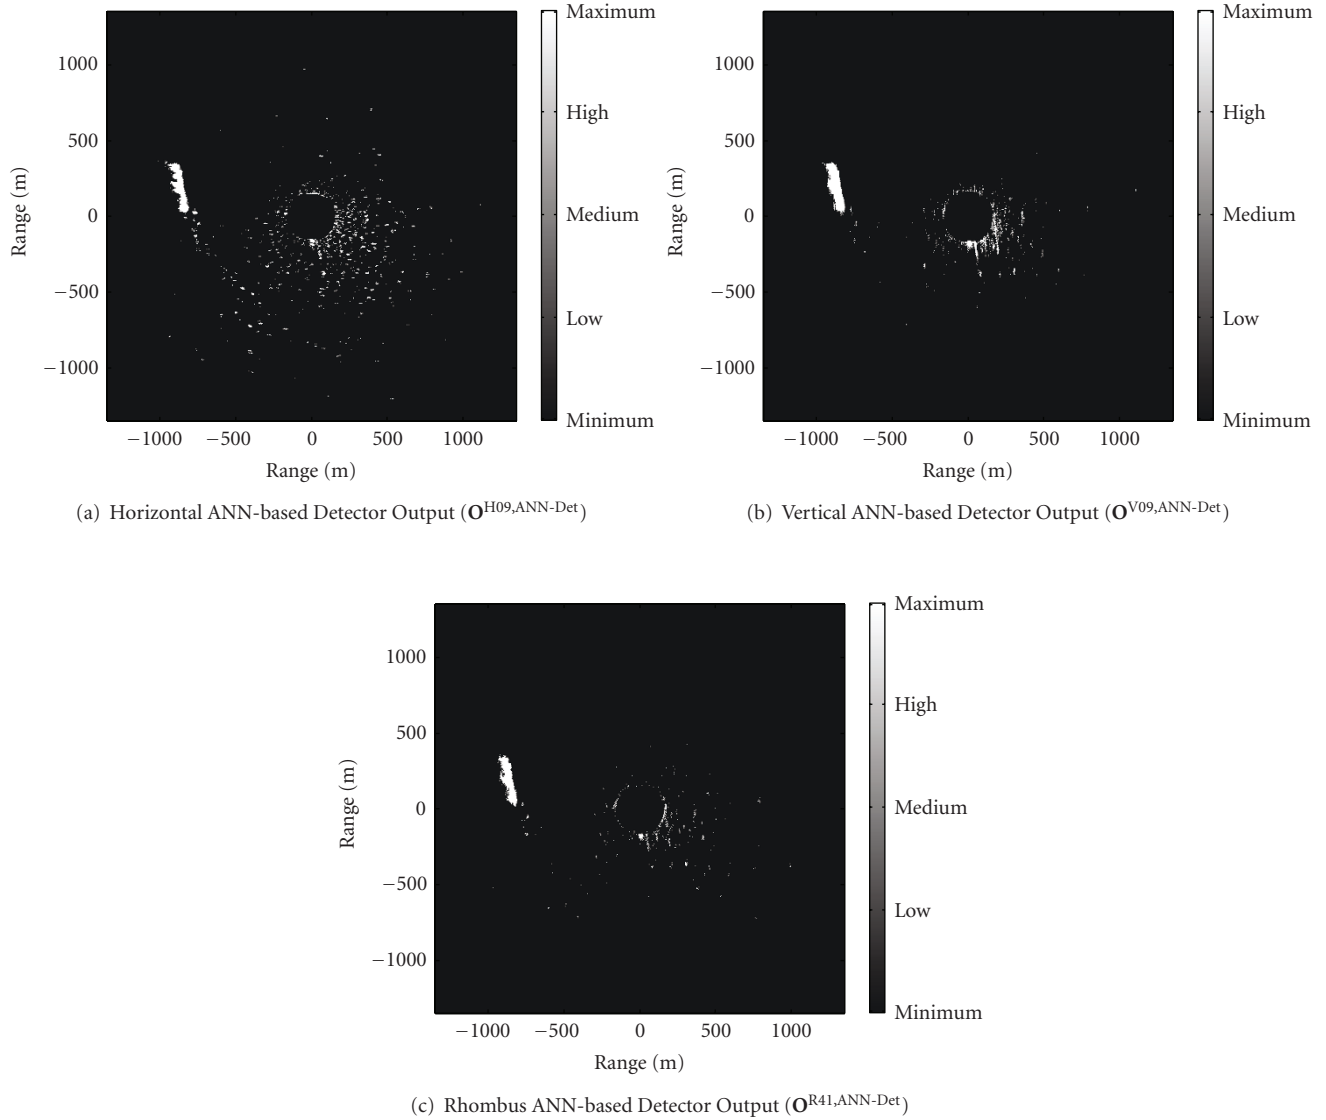 Maximum
1000
High
500
Range (m)
0
Medium
−500
Low
−1000
Minimum
−1000 −500 0 500 1000
Range (m)
(a) Horizontal ANN-based Detector Output (O^H09,ANN-Det)
Maximum
1000
High
500
Range (m)
0
Medium
−500
Low
−1000
Minimum
−1000 −500 0 500 1000
Range (m)
(b) Vertical ANN-based Detector Output (O^V09,ANN-Det)
Maximum
1000
High
500
Range (m)
0
Medium
−500
Low
−1000
Minimum
−1000 −500 0 500 1000
Range (m)
(c) Rhombus ANN-based Detector Output (O^R41,ANN-Det)